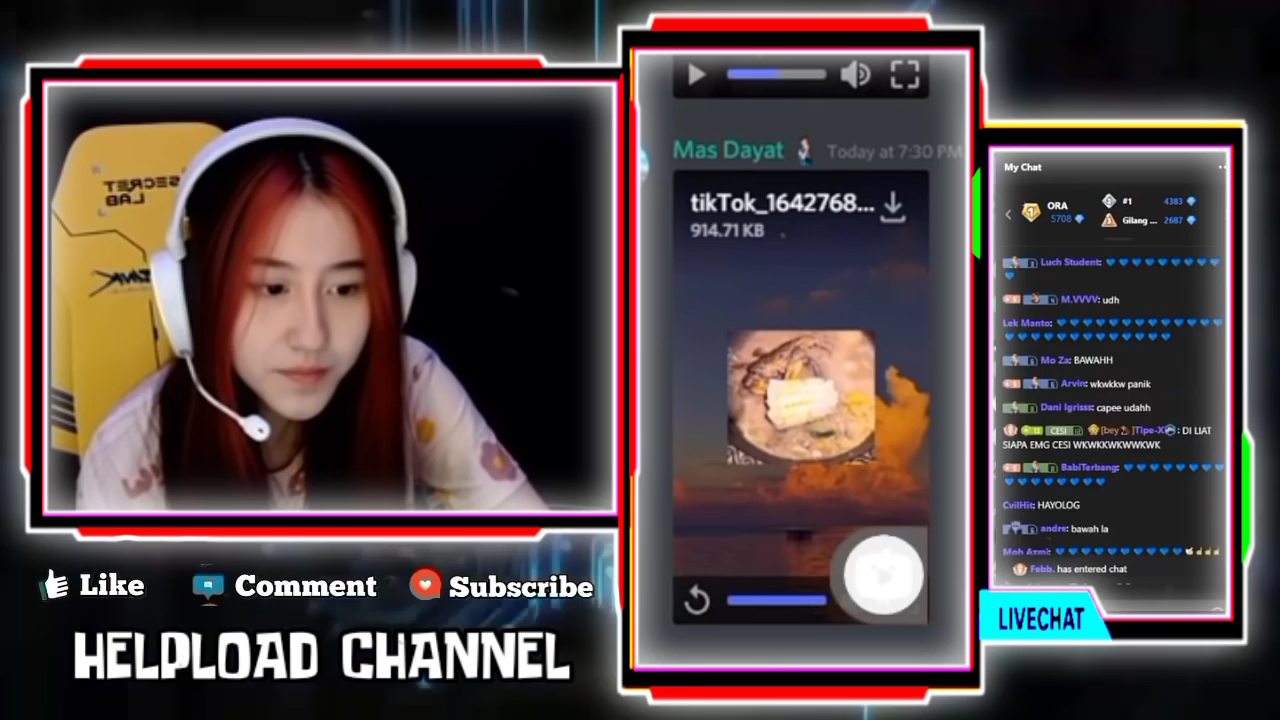 SECRET
LAB
Mas Dayat
Today at 7:30 PM
tikTok_1642768...
914.71 KB
My Chat
ORA
5708
#1
4383
Gilang ...
2687
Luch Student:
M.VVVV: udh
Lek Manto:
Mo Za: BAWAHH
Arvin: wkwkkw panik
Dani Igrisss: capee udahh
CESI [bey]Tipe-X: DI LIAT
SIAPA EMG CESI WKWKKWKWWKWK
BabiTerbang:
CvilHit: HAYOLOG
andre: bawah la
Moh Azmi:
Febb. has entered chat
LIVECHAT
Like
Comment
Subscribe
HELPLOAD CHANNEL